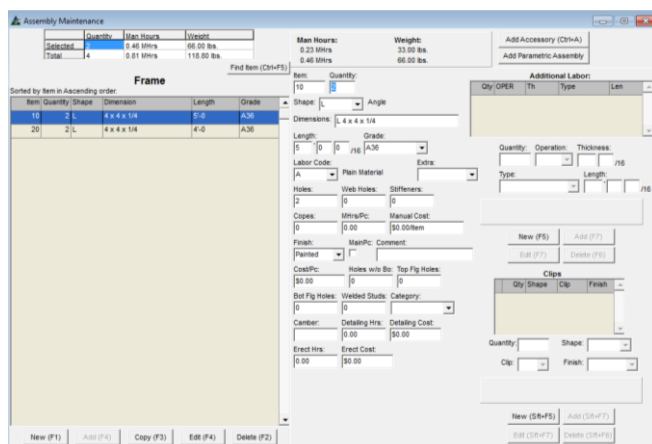 Assembly Maintenance
Quantity Man Hours Weight
Selected 2 0.46 MHrs 66.00 lbs.
Total 4 0.81 MHrs 118.80 lbs.
Find Item (Ctrl+F5)
Frame
Sorted by Item in Ascending order.
Item Quantity Shape Dimension Length Grade
10 2 L 4 x 4 x 1/4 5'-0 A36
20 2 L 4 x 4 x 1/4 4'-0 A36
New (F1) Add (F4) Copy (F3) Edit (F4) Delete (F2)
Man Hours: Weight:
0.23 MHrs 33.00 lbs.
0.46 MHrs 66.00 lbs.
Item: Quantity:
10 2
Shape: L Angle
Dimensions: L 4 x 4 x 1/4
Length: Grade:
5 ' 0 0 /16 A36
Labor Code: Extra:
A Plain Material
Holes: Web Holes: Stiffeners:
2 0 0
Copes: MHrs/Pc: Manual Cost:
0 0.00 $0.00/Item
Finish: MainPc: Comment:
Painted
Cost/Pc: Holes w/o Bo: Top Flg Holes:
$0.00 0 0
Bot Flg Holes: Welded Studs: Category:
0 0
Camber: Detailing Hrs: Detailing Cost:
0.00 $0.00
Erect Hrs: Erect Cost:
0.00 $0.00
Add Accessory (Ctrl+A)
Add Parametric Assembly
Additional Labor:
Qty OPER Th Type Len
Quantity: Operation: Thickness:
/16
Type: Length:
' /16
New (F5) Add (F7)
Edit (F7) Delete (F6)
Clips
Qty Shape Clip Finish
Quantity: Shape:
Clip: Finish:
New (Sft+F5) Add (Sft+F7)
Edit (Sft+F7) Delete (Sft+F6)